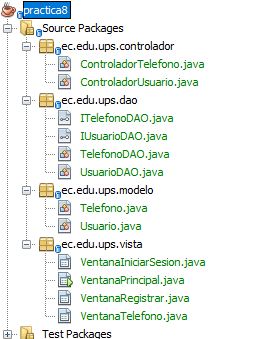 practica8
Source Packages
ec.edu.ups.controlador
ControladorTelefono.java
ControladorUsuario.java
ec.edu.ups.dao
ITelefonoDAO.java
IUsuarioDAO.java
TelefonoDAO.java
UsuarioDAO.java
ec.edu.ups.modelo
Telefono.java
Usuario.java
ec.edu.ups.vista
VentanaIniciarSesion.java
VentanaPrincipal.java
VentanaRegistrar.java
VentanaTelefono.java
Test Packages